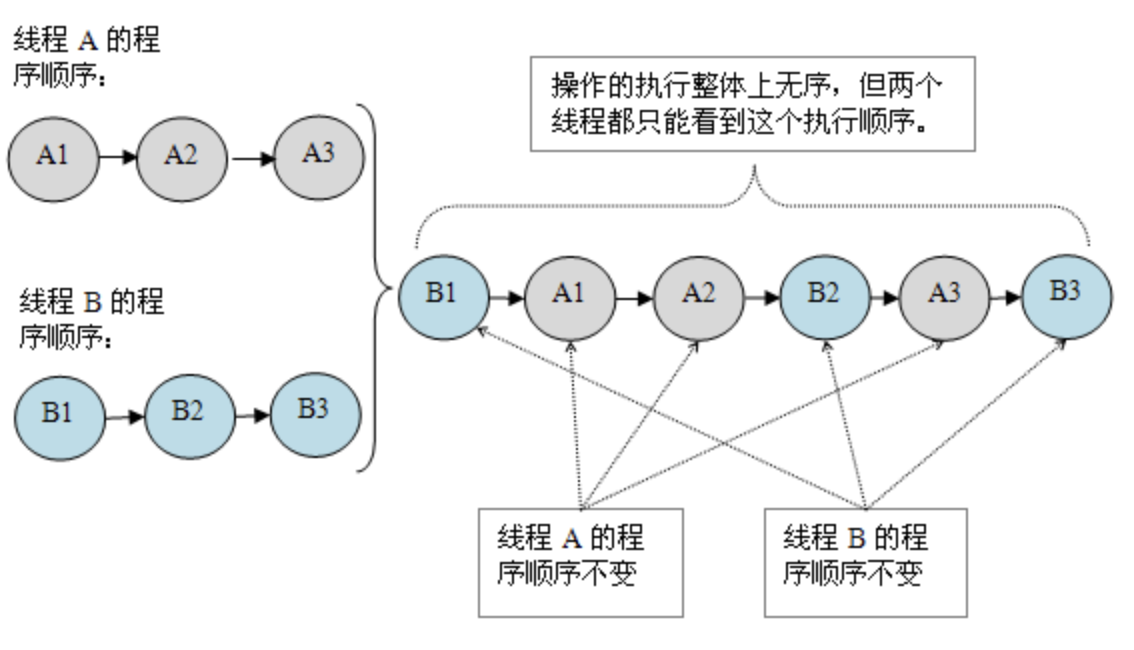 线程 A 的程
序顺序：
A1
A2
A3
线程 B 的程
序顺序：
B1
B2
B3
操作的执行整体上无序，但两个
线程都只能看到这个执行顺序。
B1
A1
A2
B2
A3
B3
线程 A 的程
序顺序不变
线程 B 的程
序顺序不变